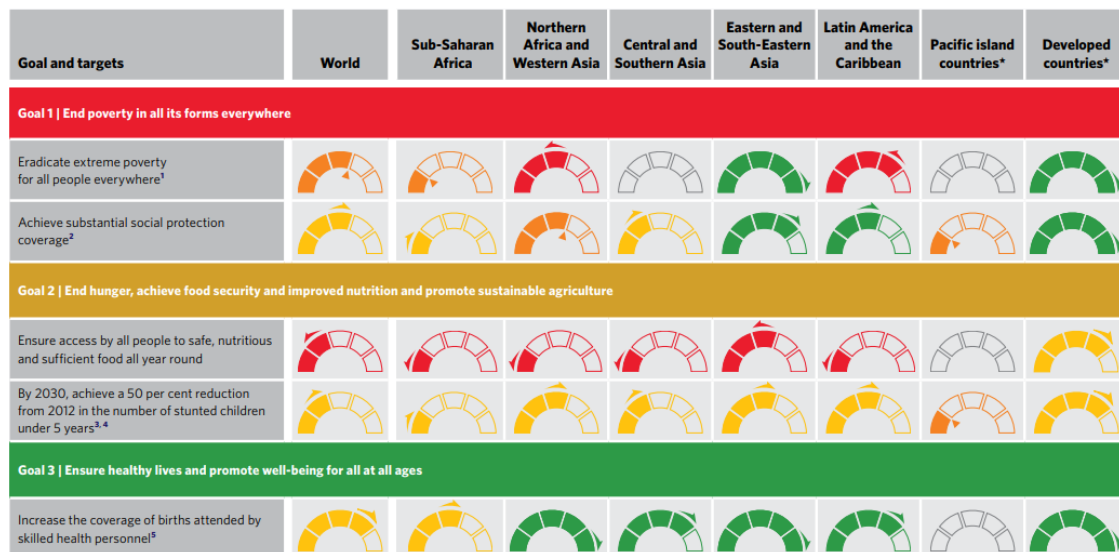 Goal and targets
World
Sub-Saharan
Africa
Northern
Africa and
Western Asia
Central and
Southern Asia
Eastern and
South-Eastern
Asia
Latin America
and the
Caribbean
Pacific island
countries*
Developed
countries*
Goal 1 | End poverty in all its forms everywhere
Eradicate extreme poverty
for all people everywhere¹
Achieve substantial social protection
coverage²
Goal 2 | End hunger, achieve food security and improved nutrition and promote sustainable agriculture
Ensure access by all people to safe, nutritious
and sufficient food all year round
By 2030, achieve a 50 per cent reduction
from 2012 in the number of stunted children
under 5 years³,⁴
Goal 3 | Ensure healthy lives and promote well-being for all at all ages
Increase the coverage of births attended by
skilled health personnel⁵